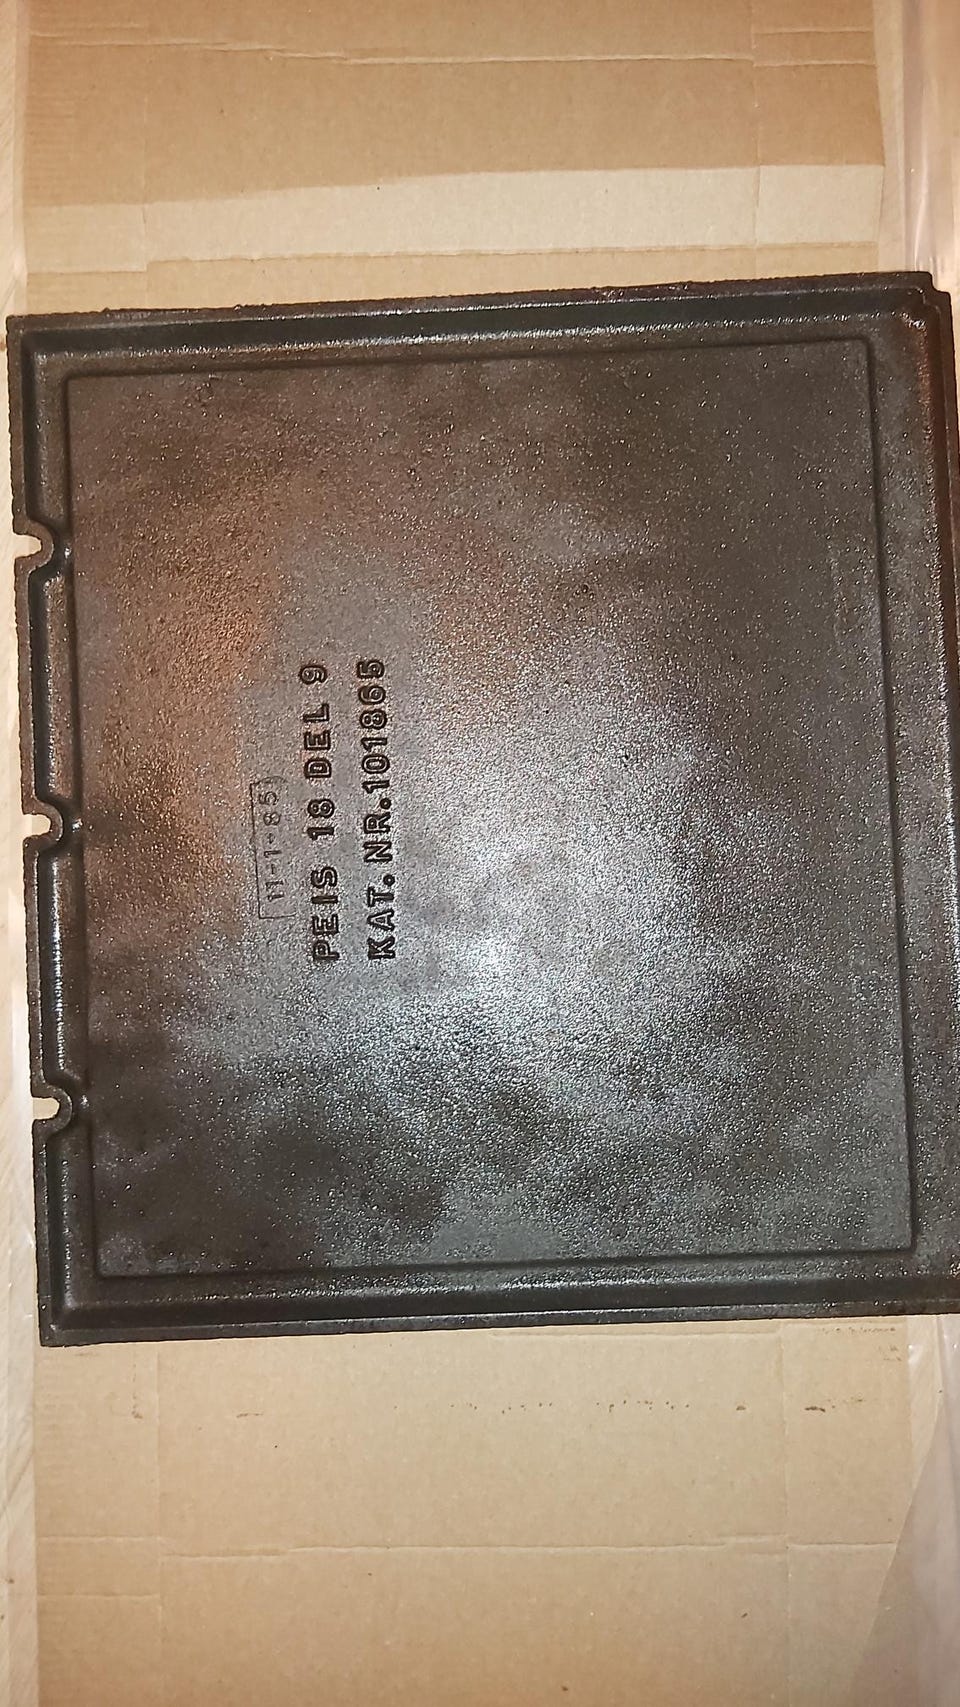 11-1-85
PEIS 18 DEL 9
KAT. NR.101865